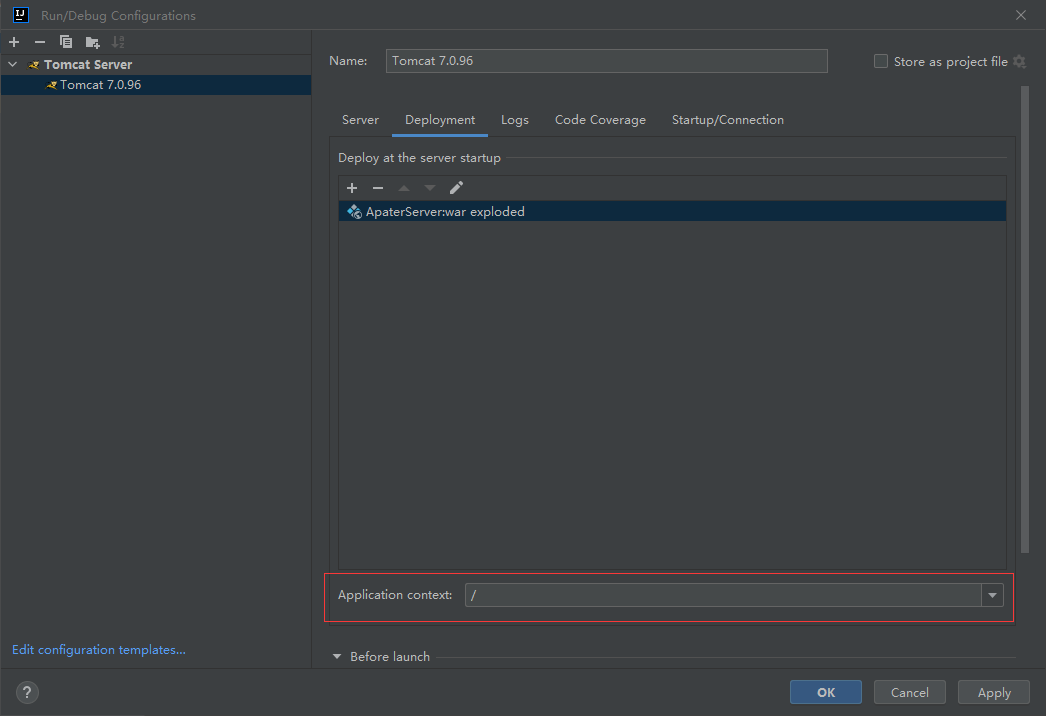 Run/Debug Configurations
Tomcat Server
Tomcat 7.0.96
Edit configuration templates...
Name: Tomcat 7.0.96 Store as project file
Server Deployment Logs Code Coverage Startup/Connection
Deploy at the server startup
ApaterServer:war exploded
Application context: /
Before launch
? OK Cancel Apply